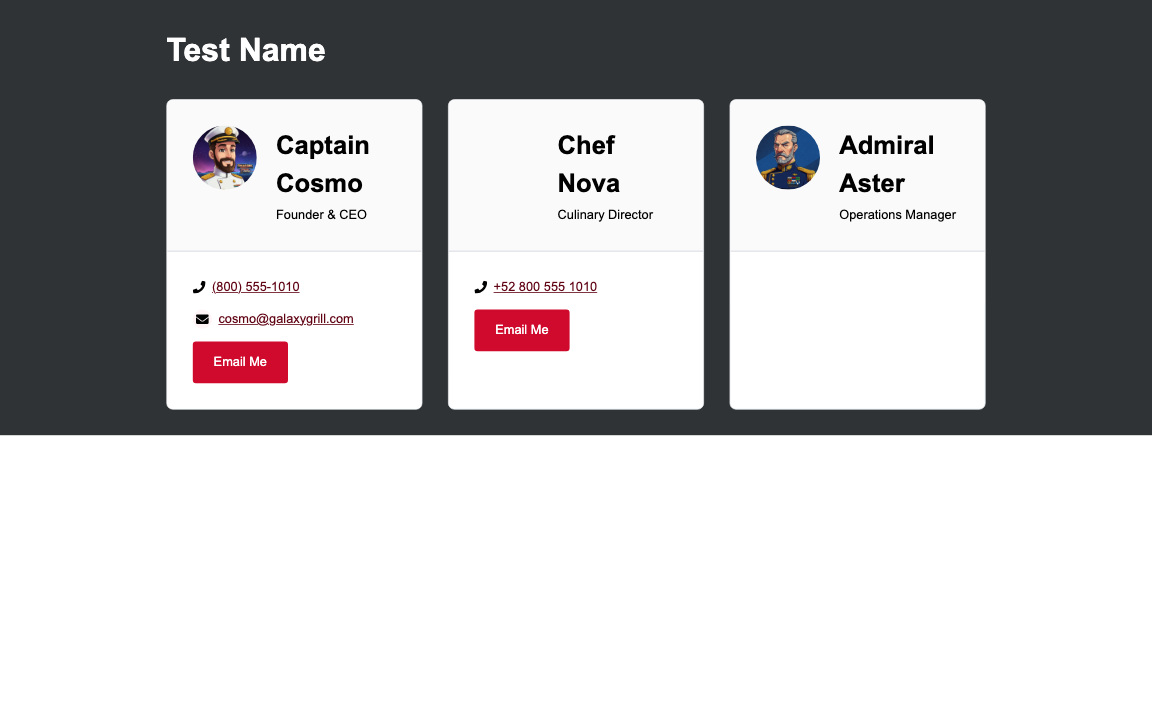 Test Name
Captain
Cosmo
Founder & CEO
(800) 555-1010
cosmo@galaxygrill.com
Email Me
Chef
Nova
Culinary Director
+52 800 555 1010
Email Me
Admiral
Aster
Operations Manager